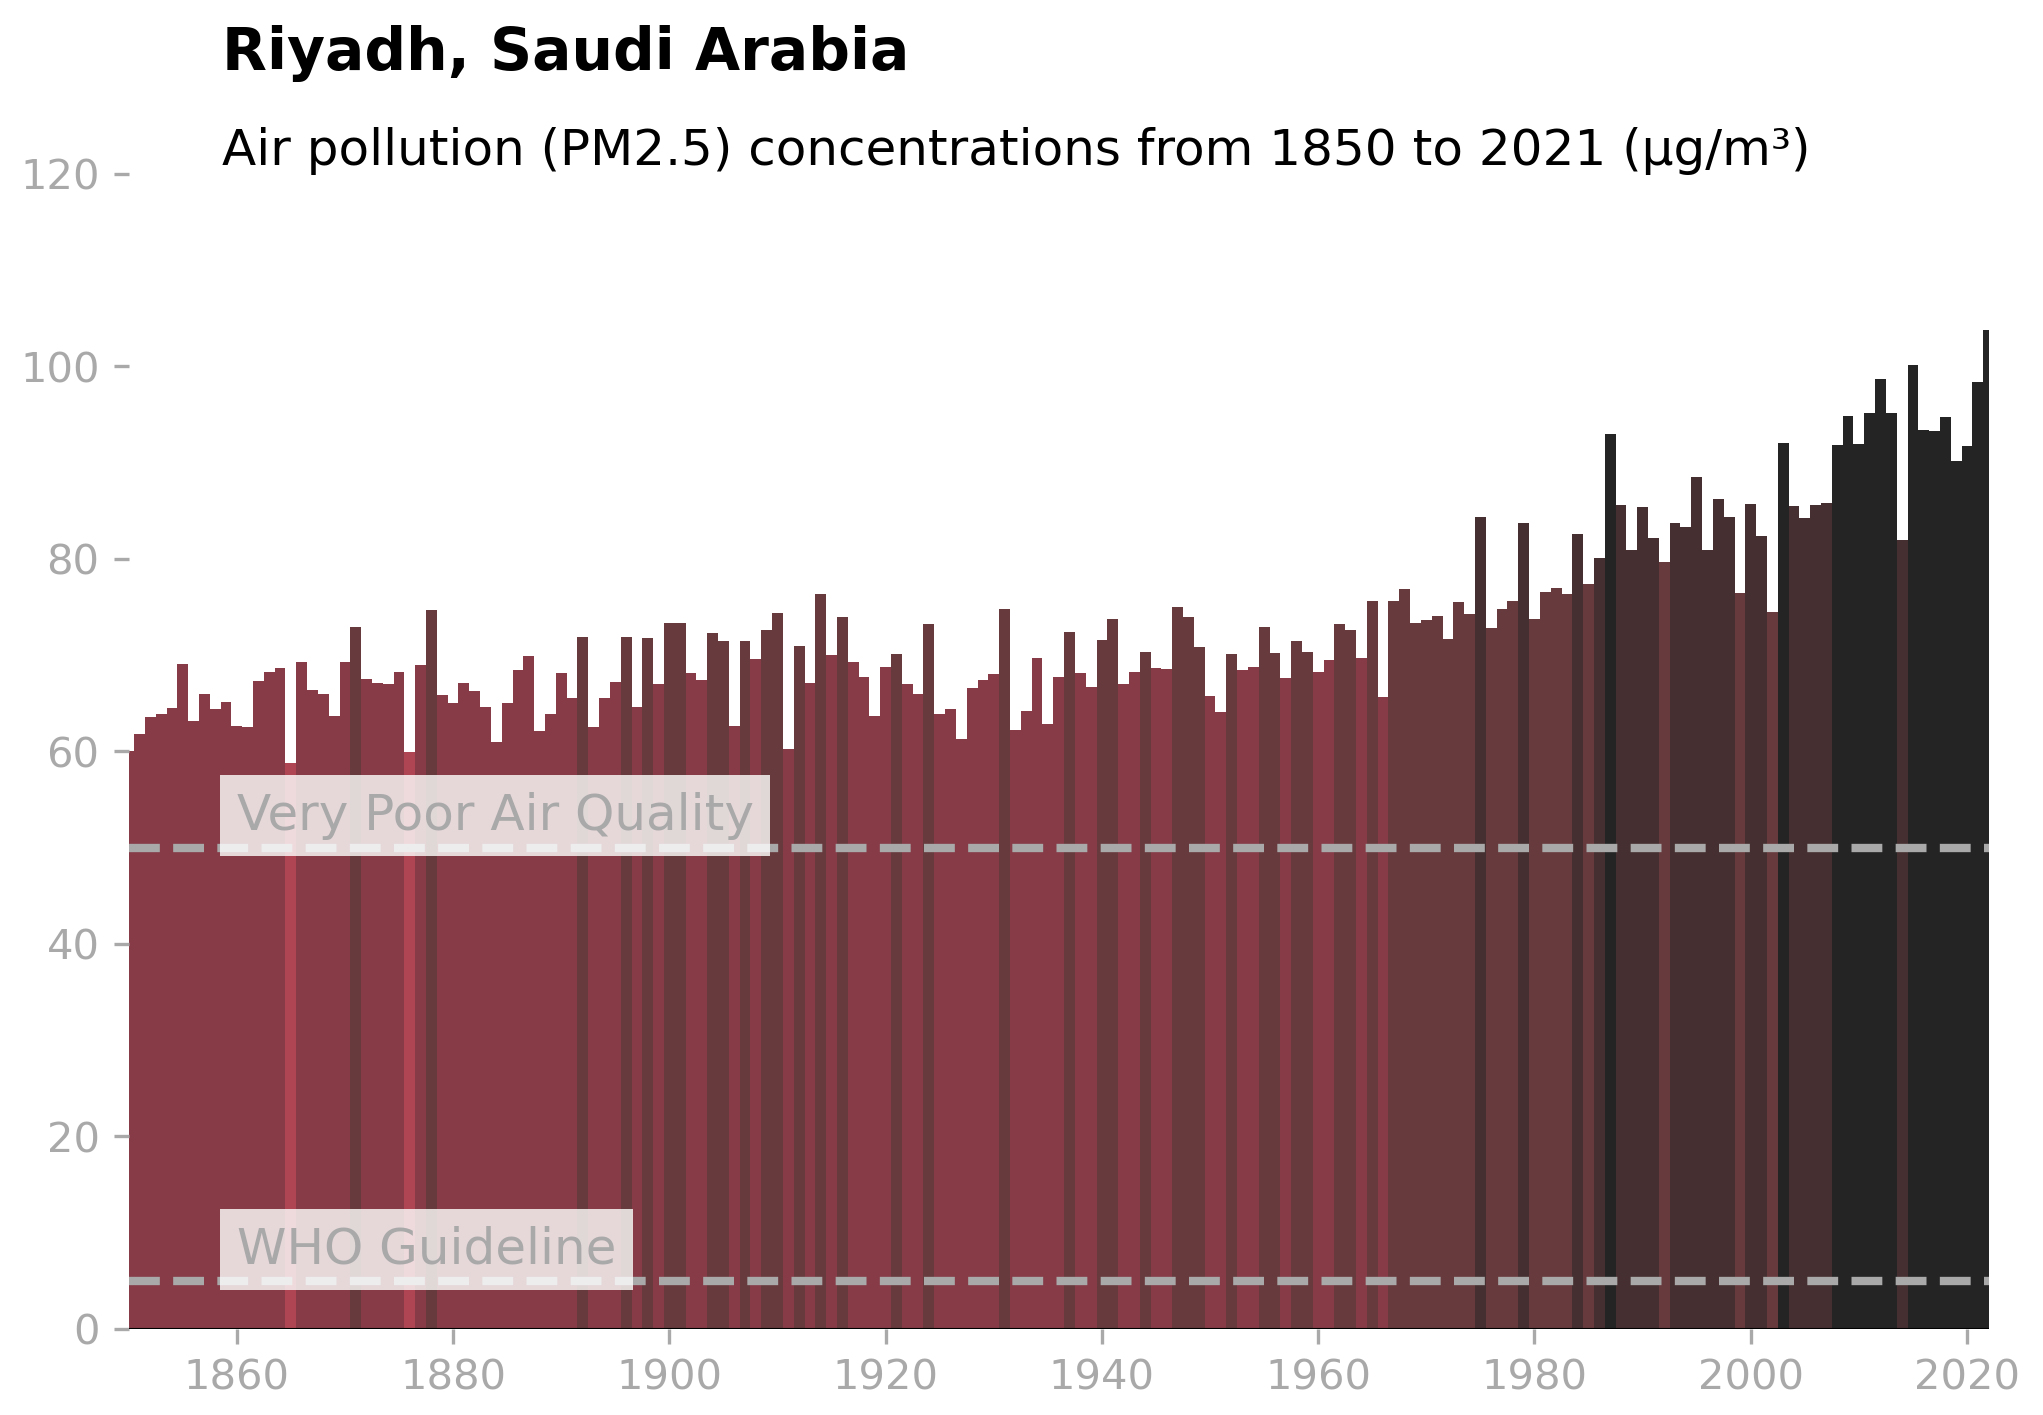 Riyadh, Saudi Arabia
Air pollution (PM2.5) concentrations from 1850 to 2021 (µg/m³)
120
100
80
60
Very Poor Air Quality
40
20
WHO Guideline
0
1860 1880 1900 1920 1940 1960 1980 2000 2020